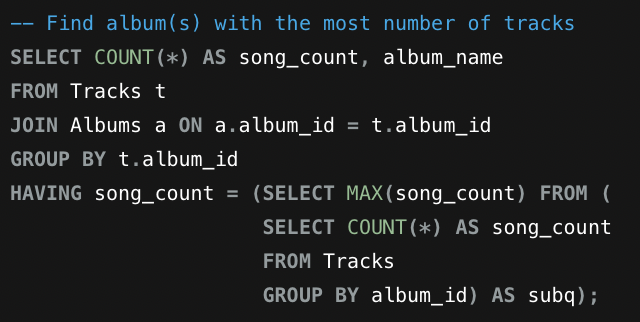 -- Find album(s) with the most number of tracks
SELECT COUNT(*) AS song_count, album_name
FROM Tracks t
JOIN Albums a ON a.album_id = t.album_id
GROUP BY t.album_id
HAVING song_count = (SELECT MAX(song_count) FROM (
SELECT COUNT(*) AS song_count
FROM Tracks
GROUP BY album_id) AS subq);